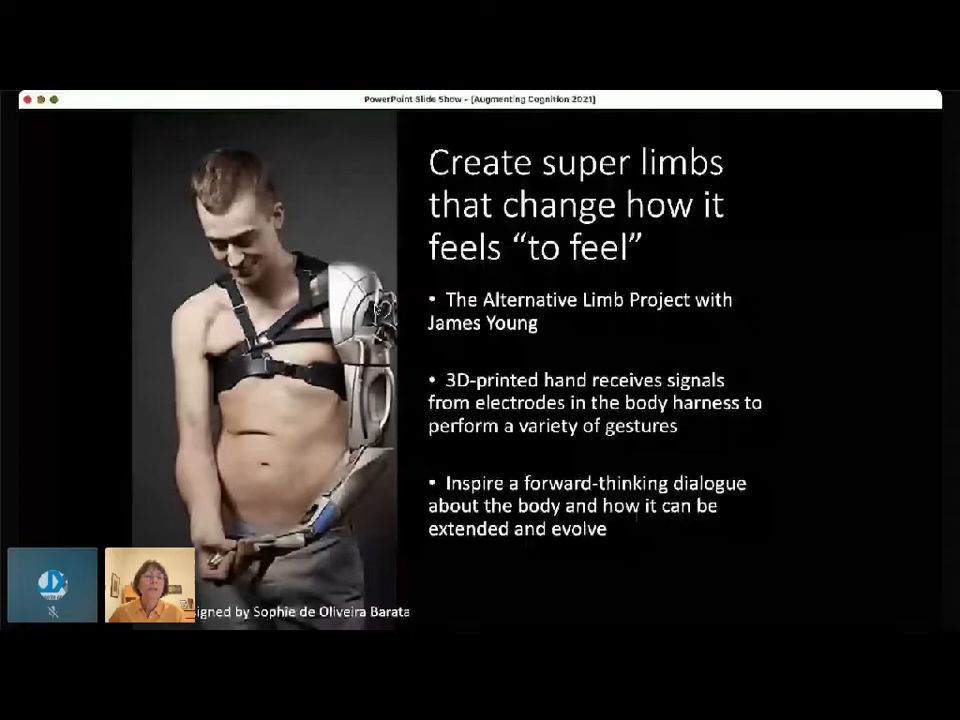 PowerPoint Slide Show - [Augmenting Cognition 2021]
Create super limbs
that change how it
feels “to feel”
• The Alternative Limb Project with
James Young
• 3D-printed hand receives signals
from electrodes in the body harness to
perform a variety of gestures
• Inspire a forward-thinking dialogue
about the body and how it can be
extended and evolve
by Sophie de Oliveira Barata